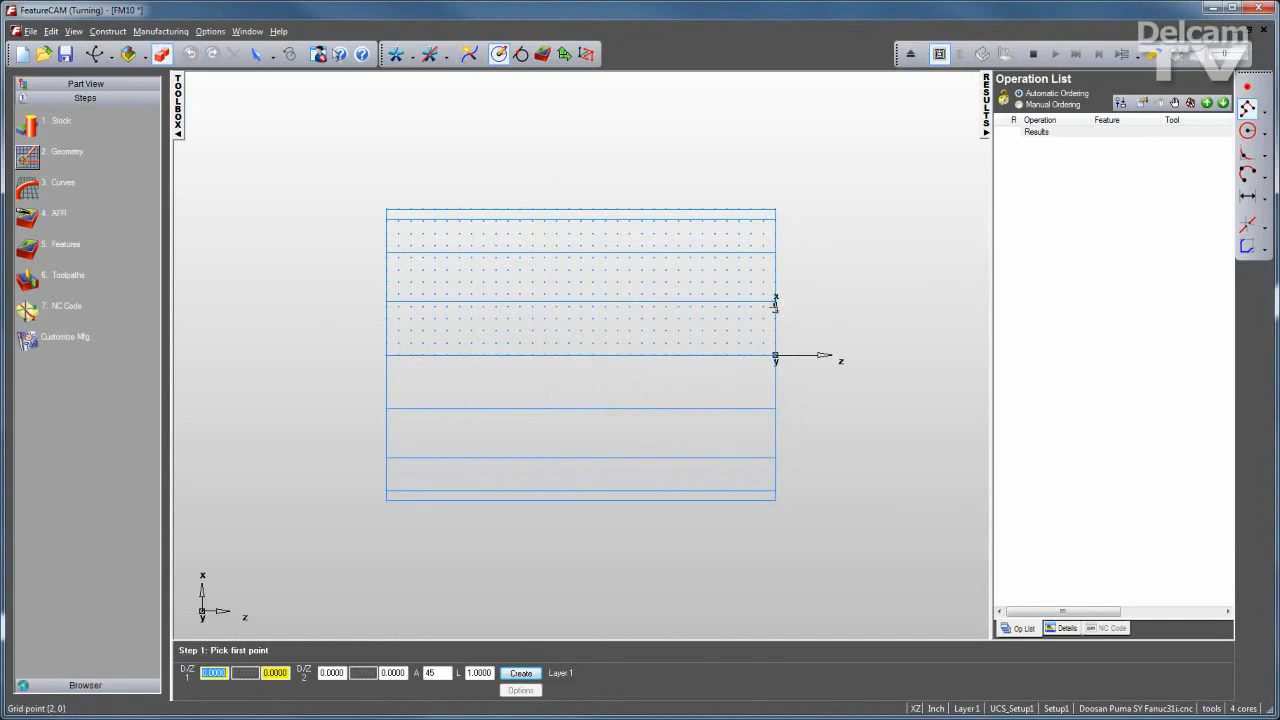 FeatureCAM (Turning) - [FM10 *]
File Edit View Construct Manufacturing Options Window Help
Delcam
TV
Part View
Steps
1. Stock
2. Geometry
3. Curves
4. AFR
5. Features
6. Toolpaths
7. NC Code
Customize Mfg.
Browser
TOOLBOX
RESULTS
x
z
y
x
y
z
Operation List
Automatic Ordering
Manual Ordering
R Operation Feature Tool
Results
Op List Details NC Code
Step 1: Pick first point
D/Z 1 0.0000 0.0000 D/Z 2 0.0000 0.0000 A 45 L 1.0000 Create Layer 1
Options
Grid point [2, 0] XZ Inch Layer 1 UCS_Setup1 Setup1 Doosan Puma SY Fanuc31i.cnc tools 4 cores